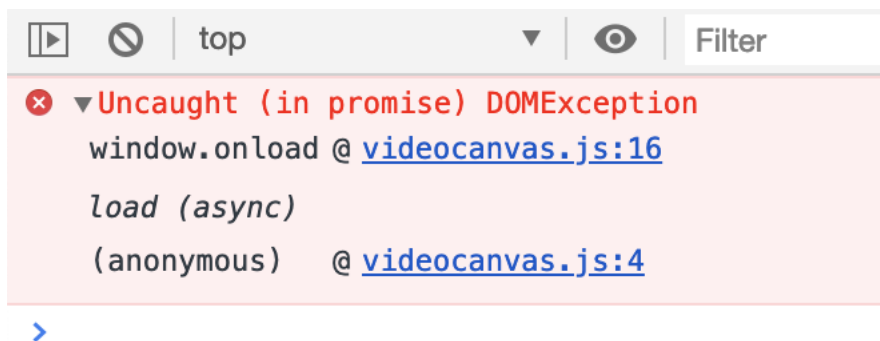 top Filter
Uncaught (in promise) DOMException
window.onload @ videocanvas.js:16
load (async)
(anonymous) @ videocanvas.js:4